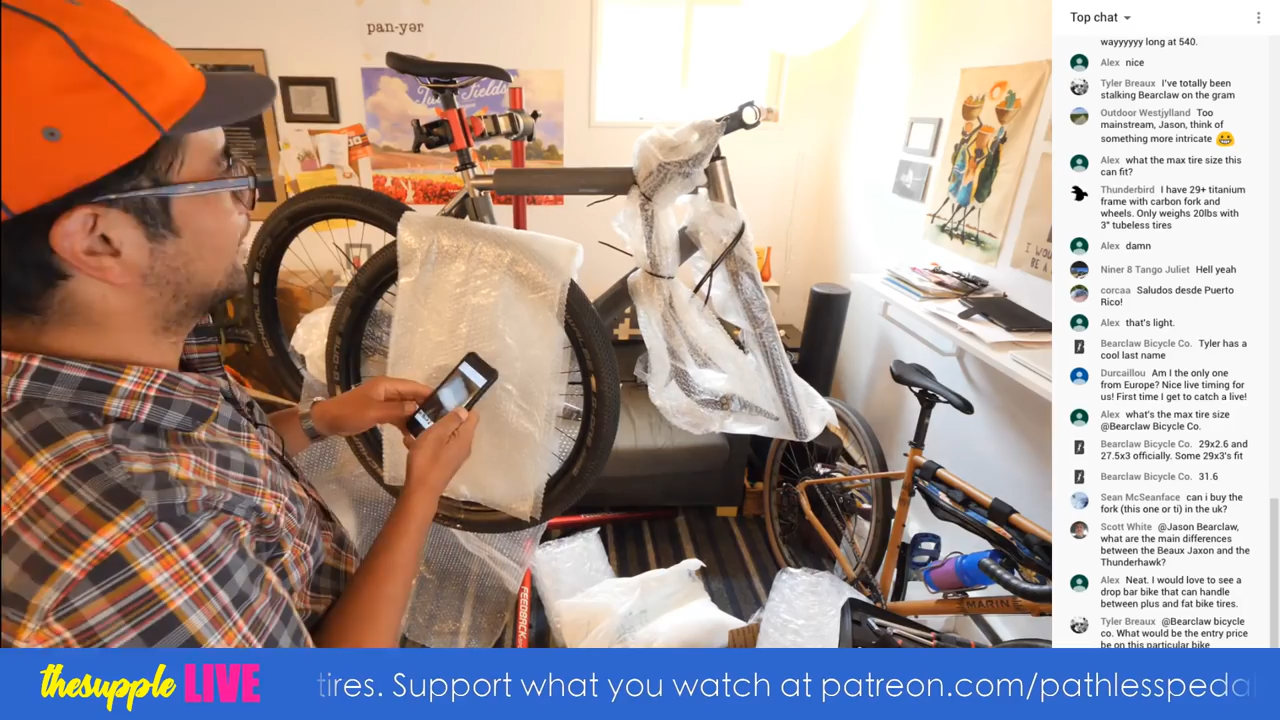 pan-yər
FEEDBACK
MARIN
Top chat
wayyyyyy long at 540.
Alex nice
Tyler Breaux I've totally been
stalking Bearclaw on the gram
Outdoor Westjylland Too
mainstream, Jason, think of
something more intricate 😁
Alex what the max tire size this
can fit?
Thunderbird I have 29+ titanium
frame with carbon fork and
wheels. Only weighs 20lbs with
3" tubeless tires
Alex damn
Niner 8 Tango Juliet Hell yeah
corcaa Saludos desde Puerto
Rico!
Alex that's light.
Bearclaw Bicycle Co. Tyler has a
cool last name
Durcaillou Am I the only one
from Europe? Nice live timing for
us! First time I get to catch a live!
Alex what's the max tire size
@Bearclaw Bicycle Co.
Bearclaw Bicycle Co. 29x2.6 and
27.5x3 officially. Some 29x3's fit
Bearclaw Bicycle Co. 31.6
Sean McSeanface can i buy the
fork (this one or ti) in the uk?
Scott White @Jason Bearclaw,
what are the main differences
between the Beaux Jaxon and the
Thunderhawk?
Alex Neat. I would love to see a
drop bar bike that can handle
between plus and fat bike tires.
Tyler Breaux @Bearclaw bicycle
co. What would be the entry price
be on this particular bike
thesupple LIVE
tires. Support what you watch at patreon.com/pathlesspedal